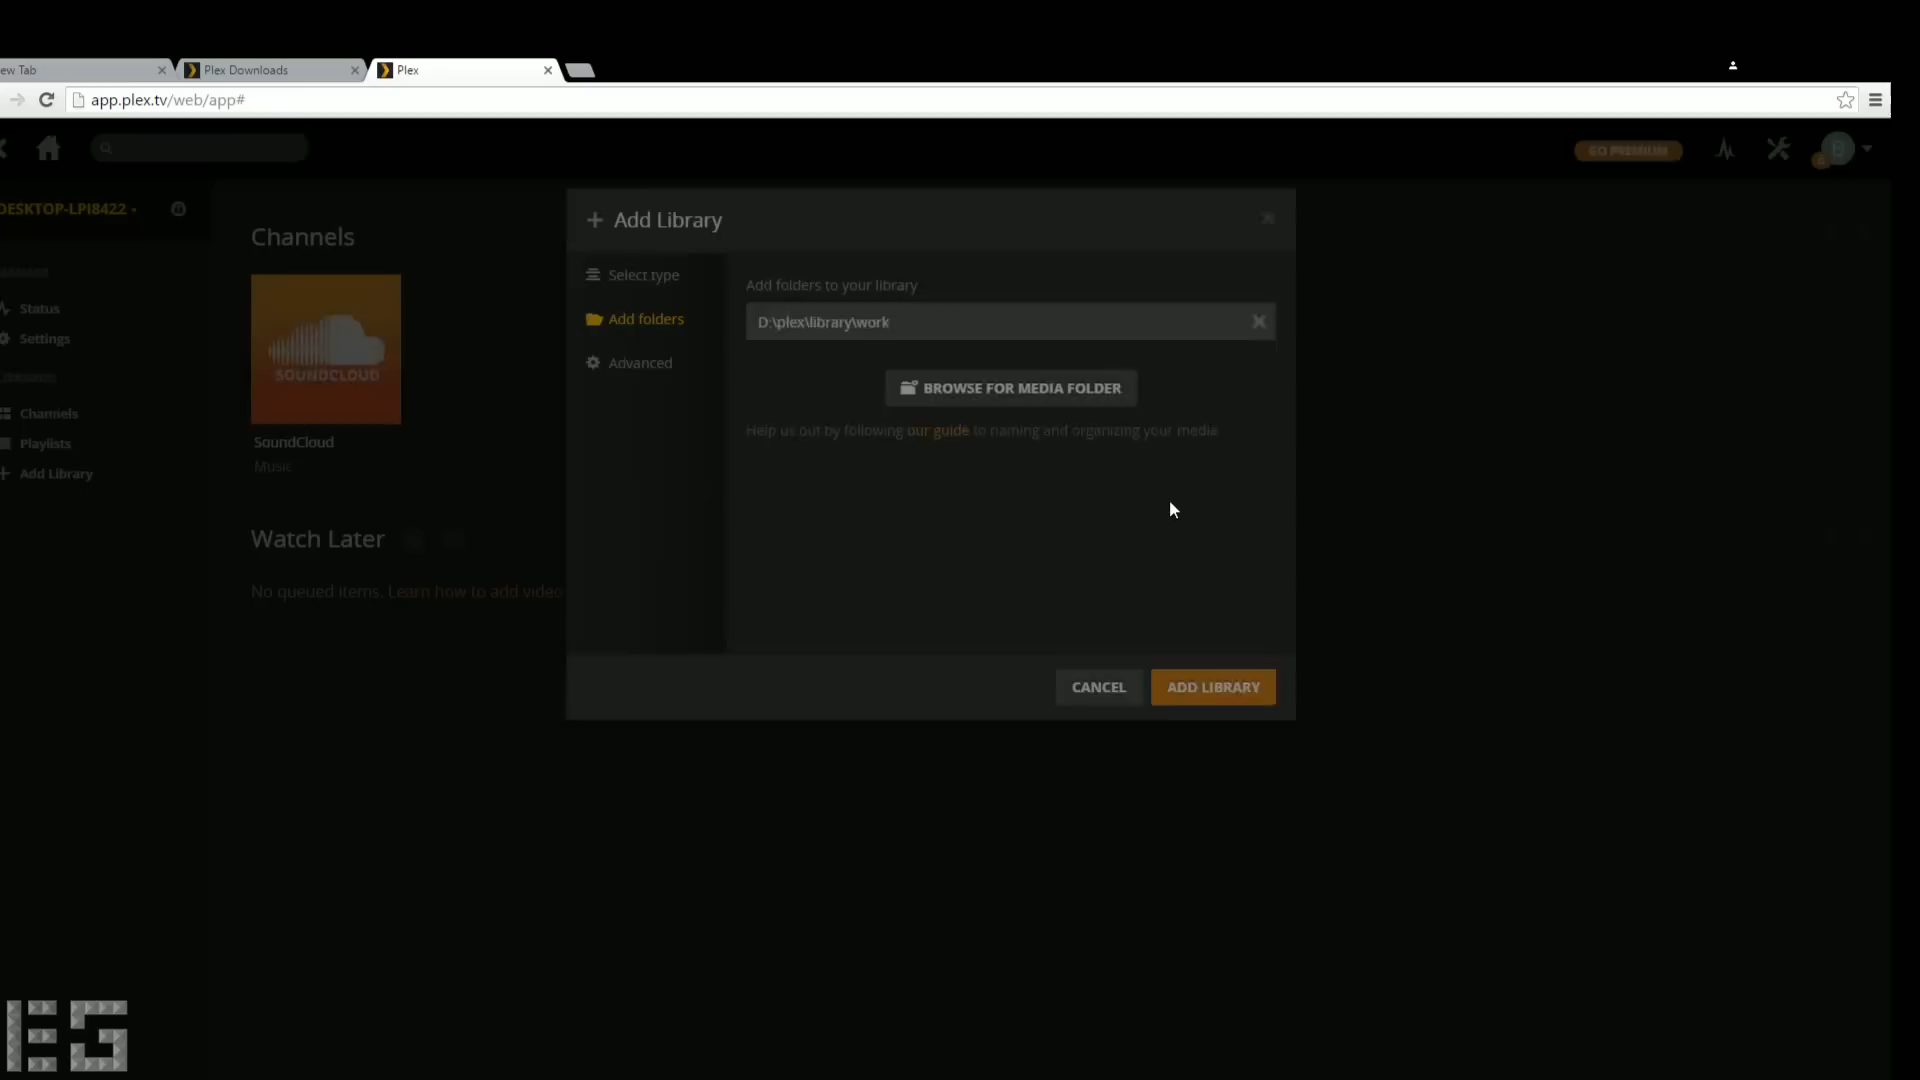 ew Tab
Plex Downloads
Plex
app.plex.tv/web/app#
GO PREMIUM
DESKTOP-LPI8422
Status
Settings
Channels
Playlists
Add Library
Channels
SOUNDCLOUD
SoundCloud
Music
Watch Later
No queued items. Learn how to add video
Add Library
Select type
Add folders
Advanced
Add folders to your library
D:\plex\library\work
BROWSE FOR MEDIA FOLDER
Help us out by following our guide to naming and organizing your media
CANCEL
ADD LIBRARY
ES